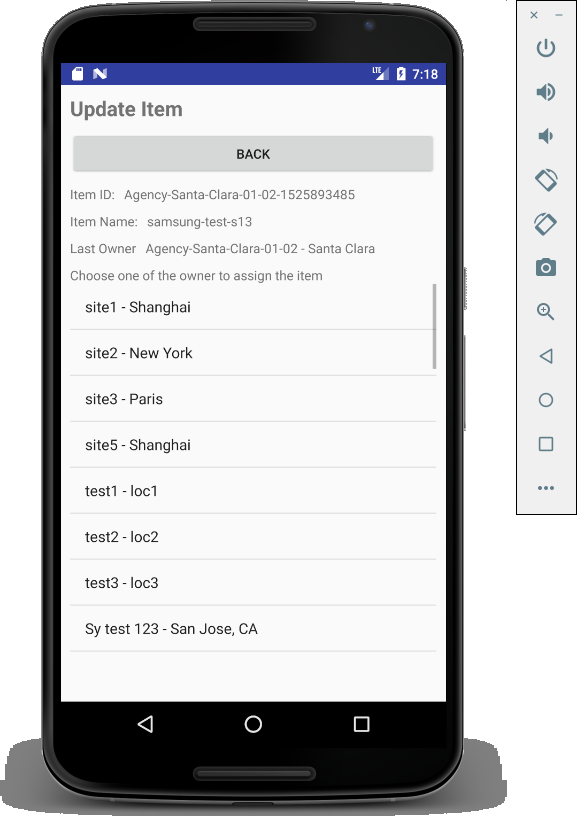 LTE 7:18
Update Item
BACK
Item ID: Agency-Santa-Clara-01-02-1525893485
Item Name: samsung-test-s13
Last Owner Agency-Santa-Clara-01-02 - Santa Clara
Choose one of the owner to assign the item
site1 - Shanghai
site2 - New York
site3 - Paris
site5 - Shanghai
test1 - loc1
test2 - loc2
test3 - loc3
Sy test 123 - San Jose, CA